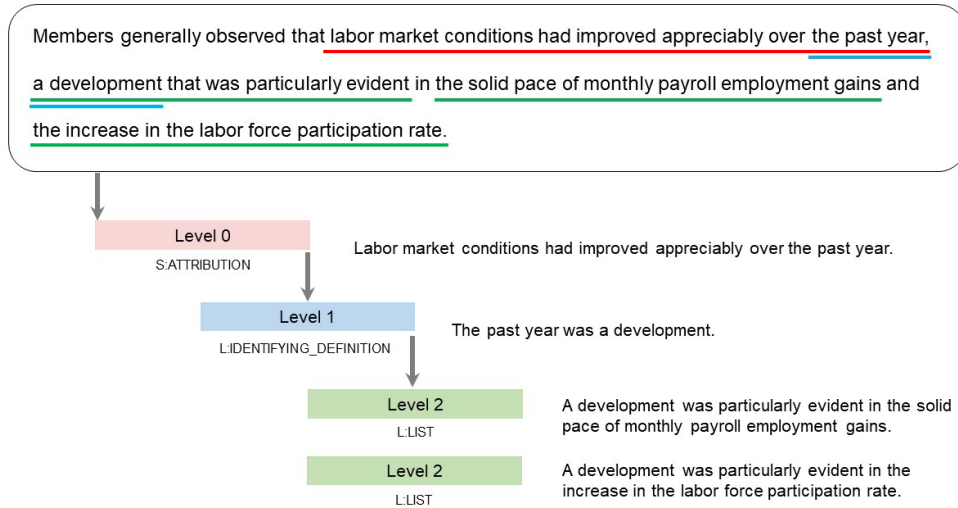 Members generally observed that labor market conditions had improved appreciably over the past year,
a development that was particularly evident in the solid pace of monthly payroll employment gains and
the increase in the labor force participation rate.
Level 0
S:ATTRIBUTION
Labor market conditions had improved appreciably over the past year.
Level 1
L:IDENTIFYING_DEFINITION
The past year was a development.
Level 2
L:LIST
A development was particularly evident in the solid
pace of monthly payroll employment gains.
Level 2
L:LIST
A development was particularly evident in the
increase in the labor force participation rate.